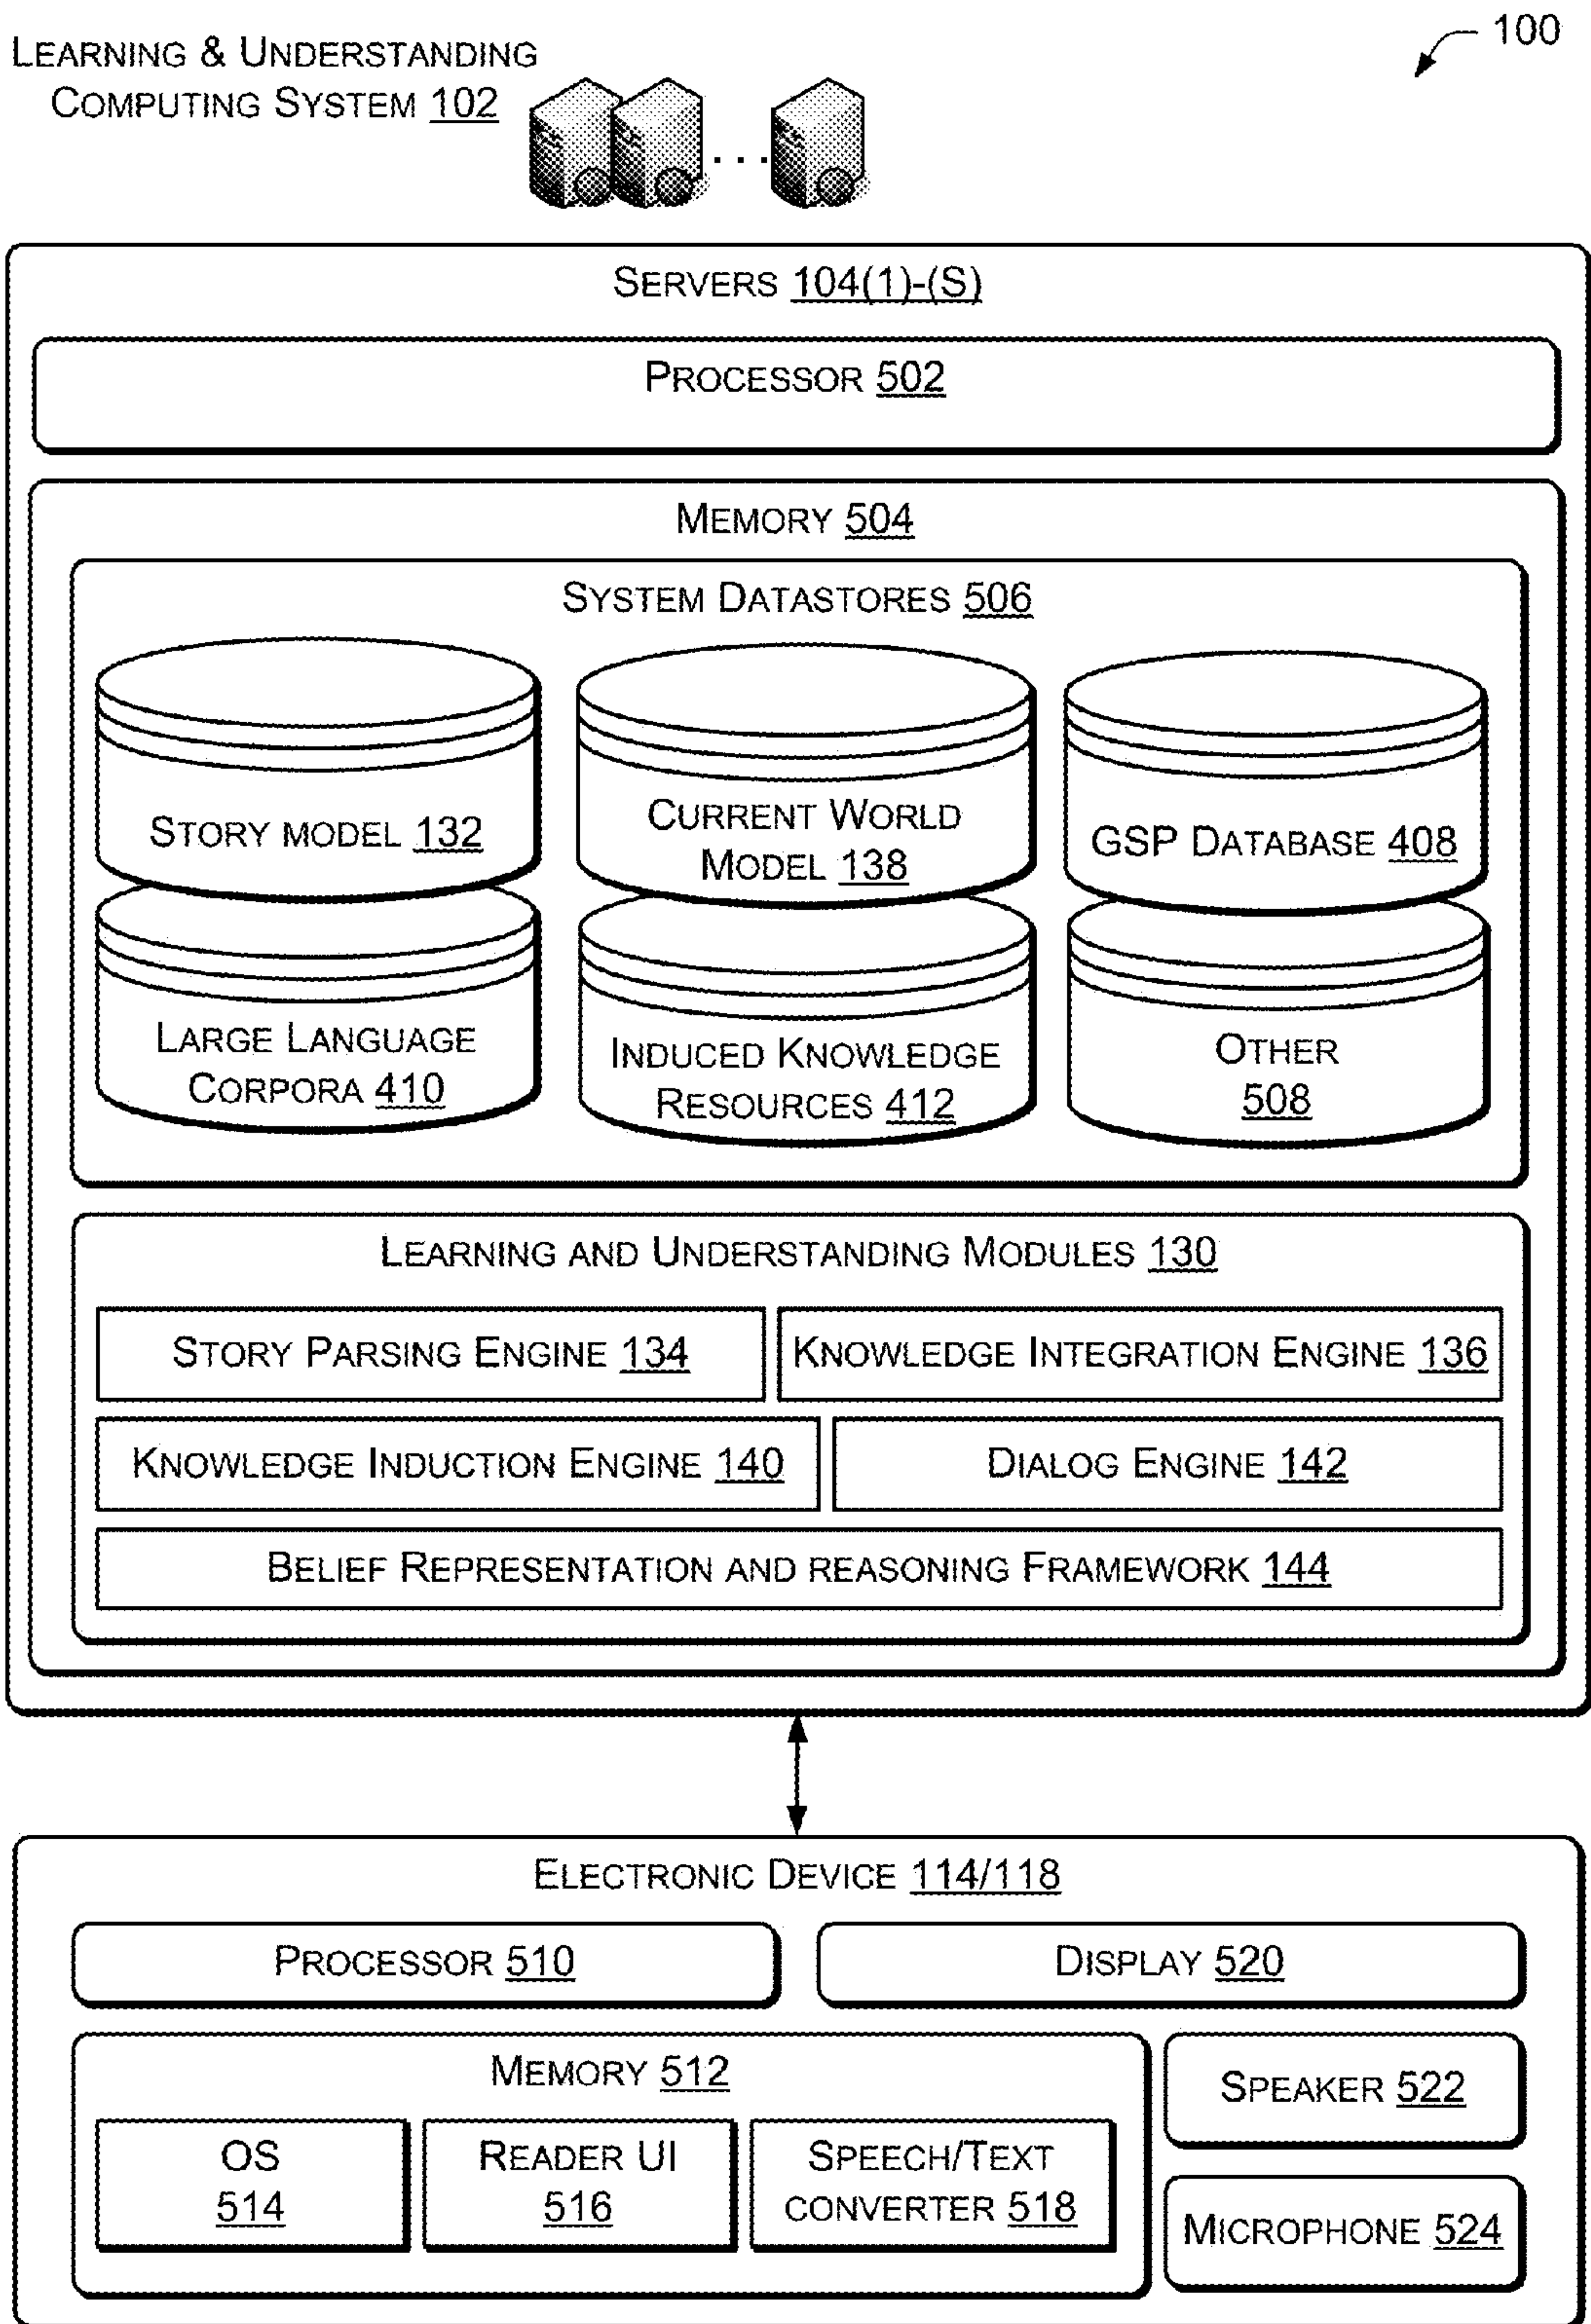 100
LEARNING & UNDERSTANDING
COMPUTING SYSTEM 102
...
SERVERS 104(1)-(S)
PROCESSOR 502
MEMORY 504
SYSTEM DATASTORES 506
STORY MODEL 132
CURRENT WORLD
MODEL 138
GSP DATABASE 408
LARGE LANGUAGE
CORPORA 410
INDUCED KNOWLEDGE
RESOURCES 412
OTHER
508
LEARNING AND UNDERSTANDING MODULES 130
STORY PARSING ENGINE 134
KNOWLEDGE INTEGRATION ENGINE 136
KNOWLEDGE INDUCTION ENGINE 140
DIALOG ENGINE 142
BELIEF REPRESENTATION AND REASONING FRAMEWORK 144
ELECTRONIC DEVICE 114/118
PROCESSOR 510
DISPLAY 520
MEMORY 512
OS
514
READER UI
516
SPEECH/TEXT
CONVERTER 518
SPEAKER 522
MICROPHONE 524